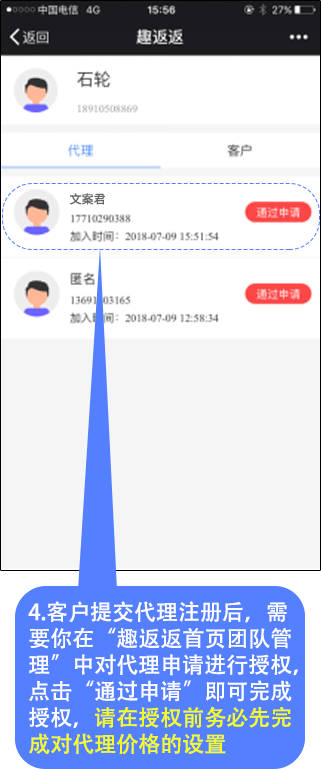 中国电信 4G 15:56 27%
返回 趣返返
石轮
18910508869
代理 客户
文案君
17710290388 通过申请
加入时间：2018-07-09 15:51:54
匿名
通过申请
加入时间：2018-07-09 12:58:34
4.客户提交代理注册后，需
要你在“趣返返首页团队管
理”中对代理申请进行授权,
点击“通过申请”即可完成
授权，请在授权前务必先完
成对代理价格的设置